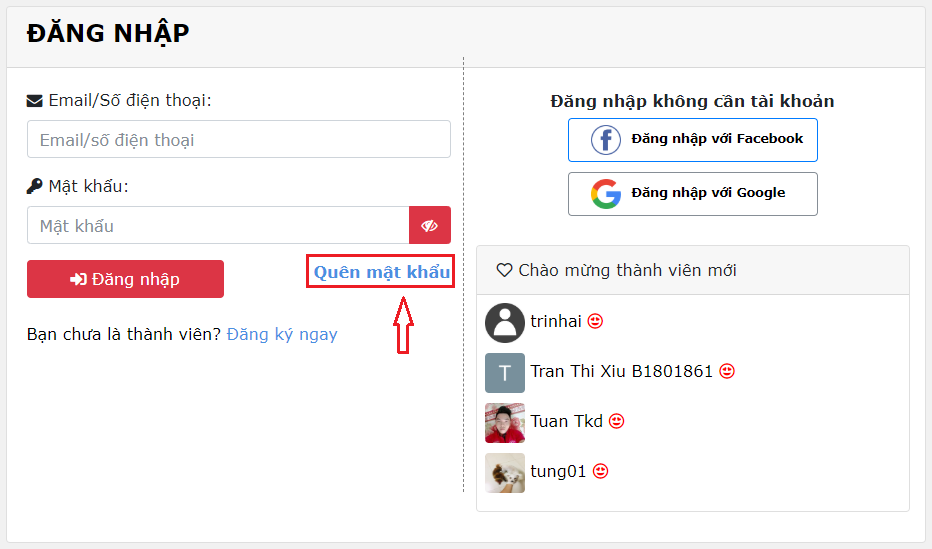 ĐĂNG NHẬP
Email/Số điện thoại:
Email/số điện thoại
Mật khẩu:
Mật khẩu
Đăng nhập
Quên mật khẩu
Bạn chưa là thành viên? Đăng ký ngay
Đăng nhập không cần tài khoản
Đăng nhập với Facebook
Đăng nhập với Google
Chào mừng thành viên mới
trinhai
T
Tran Thi Xiu B1801861
Tuan Tkd
tung01